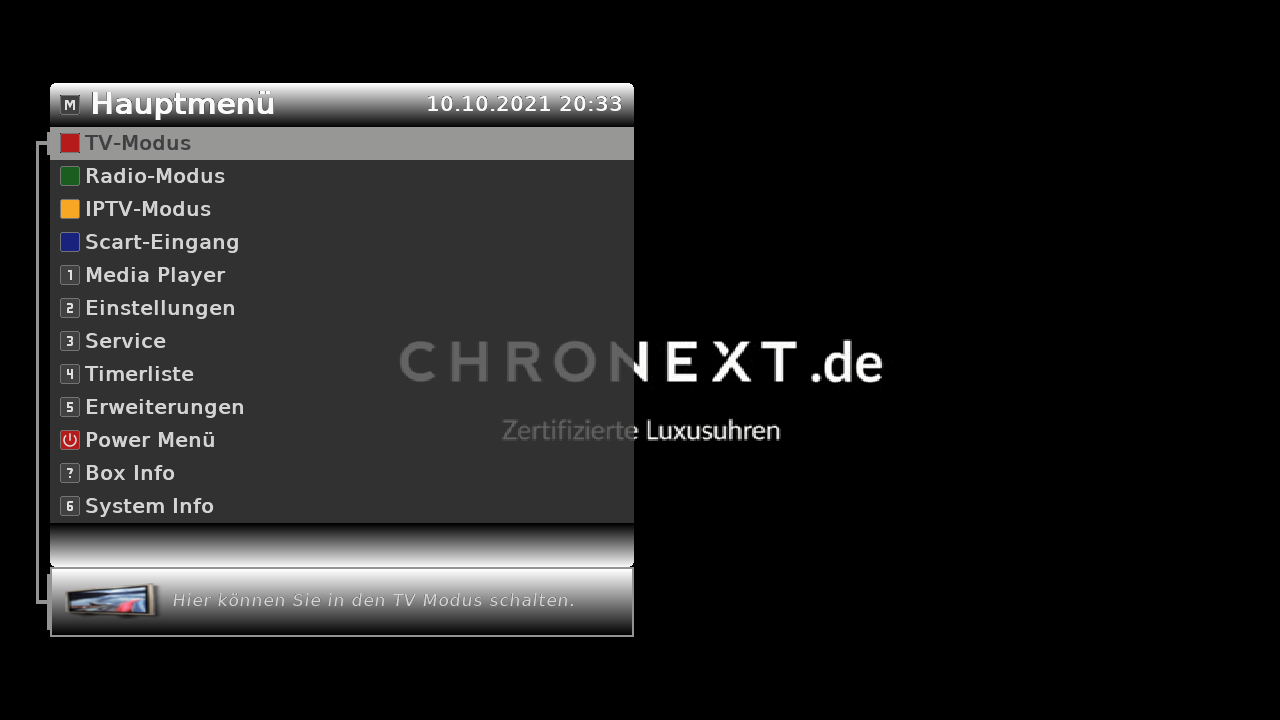 M Hauptmenü 10.10.2021 20:33
TV-Modus
Radio-Modus
IPTV-Modus
Scart-Eingang
1 Media Player
2 Einstellungen
3 Service
4 Timerliste
5 Erweiterungen
Power Menü
? Box Info
6 System Info
Hier können Sie in den TV Modus schalten.
CHRONEXT.de
Zertifizierte Luxusuhren